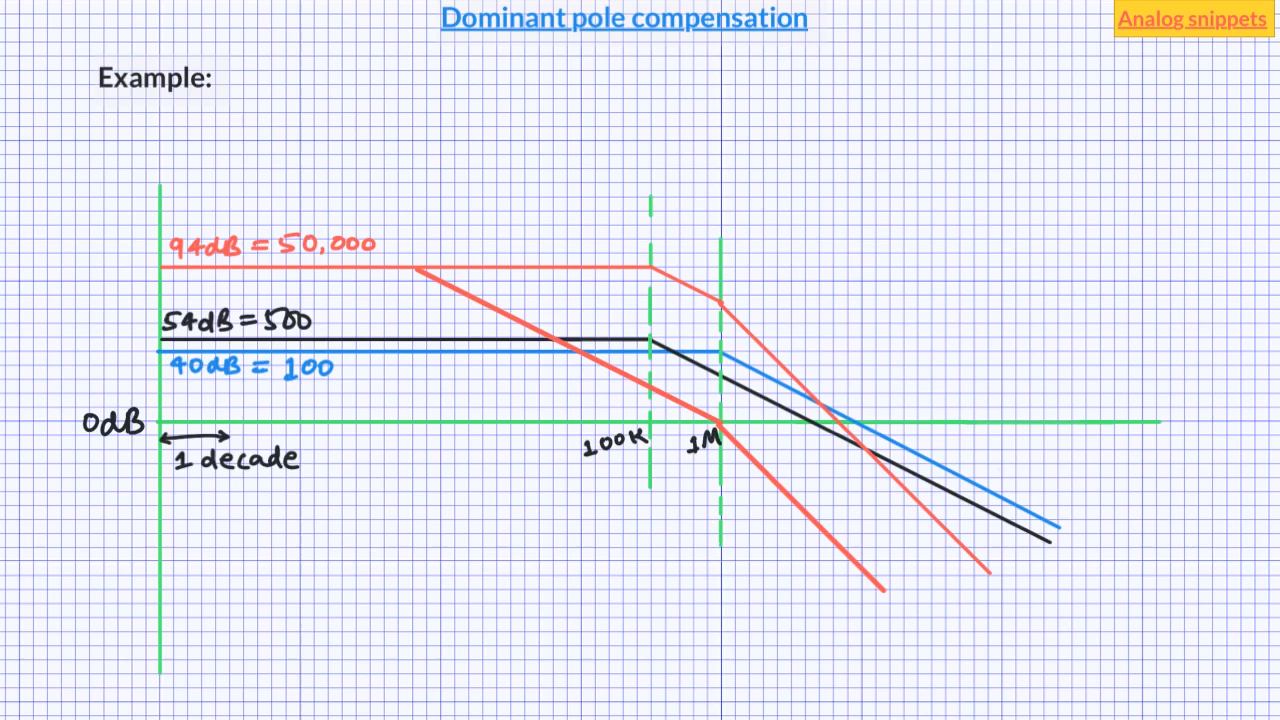 Dominant pole compensation
Analog snippets
Example:
94dB = 50,000
54dB = 500
40dB = 100
0dB
1 decade
100K
1M